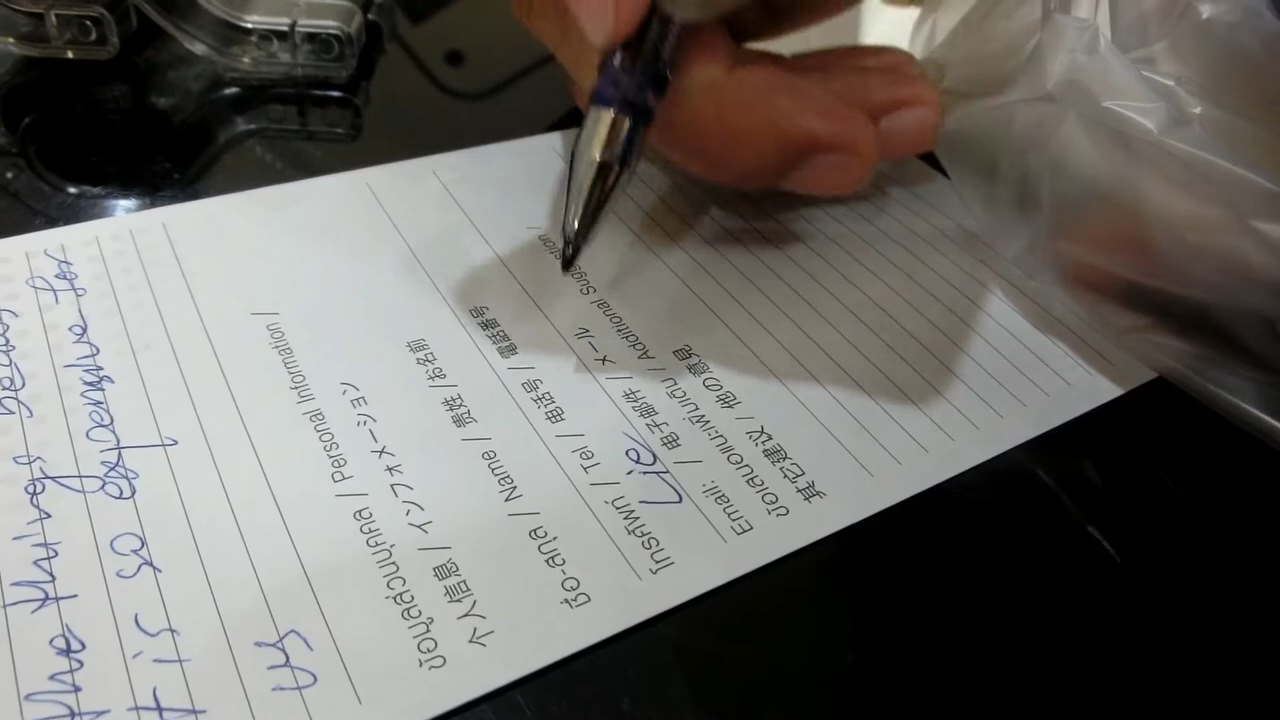 the things
it is so expensive for
us
ข้อมูลส่วนบุคคล / Personal Information /
个人信息 / インフォメーション
ชื่อ-สกุล / Name / 贵姓 / お名前
โทรศัพท์ / Tel / 电话号 / 電話番号
Lie
Email: / 电子邮件 / メール
ข้อเสนอแนะเพิ่มเติม / Additional Suggestion /
其它建议 / 他の意見